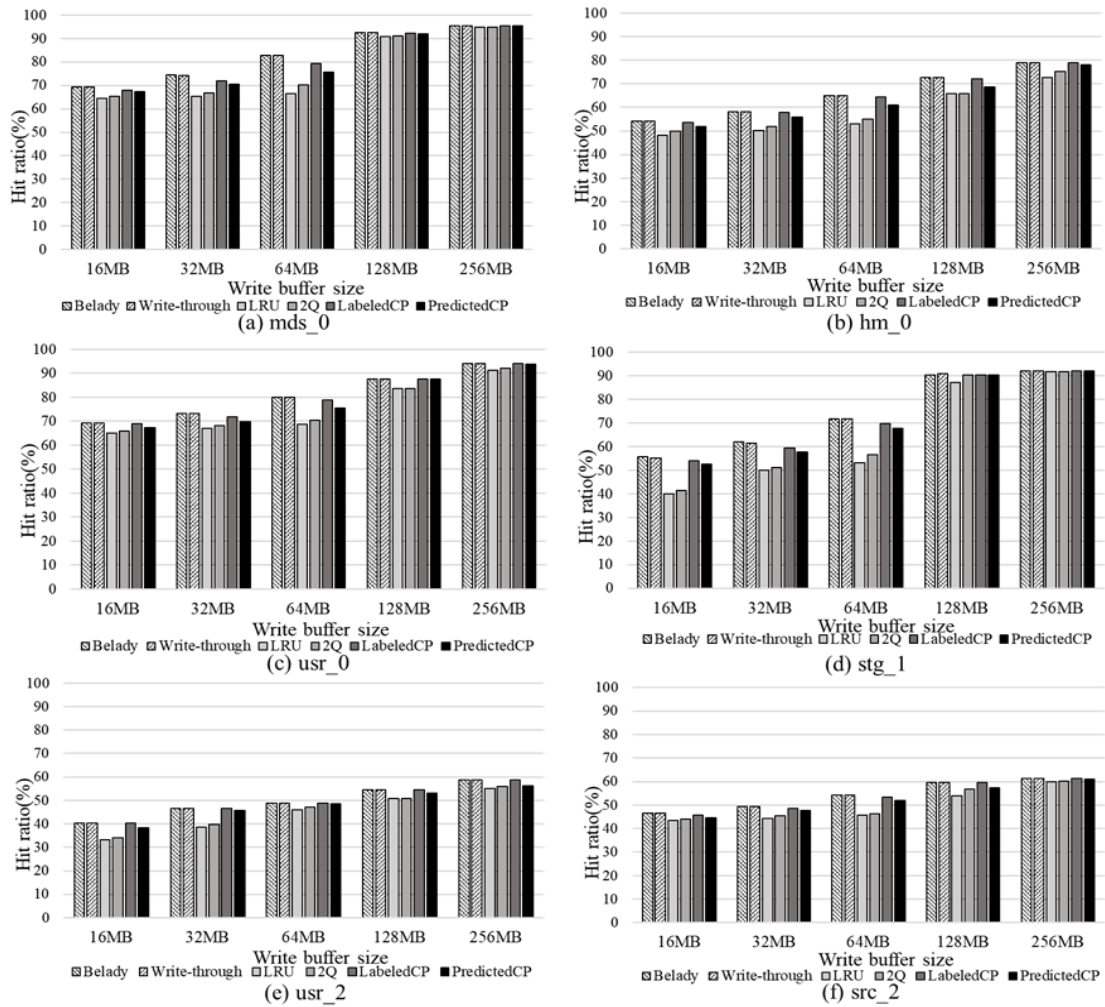 100
90
80
70
60
50
40
30
20
10
0
Hit ratio(%)
16MB 32MB 64MB 128MB 256MB
Write buffer size
Belady Write-through LRU 2Q LabeledCP PredictedCP
(a) mds_0
100
90
80
70
60
50
40
30
20
10
0
Hit ratio(%)
16MB 32MB 64MB 128MB 256MB
Write buffer size
Belady Write-through LRU 2Q LabeledCP PredictedCP
(b) hm_0
100
90
80
70
60
50
40
30
20
10
0
Hit ratio(%)
16MB 32MB 64MB 128MB 256MB
Write buffer size
Belady Write-through LRU 2Q LabeledCP PredictedCP
(c) usr_0
100
90
80
70
60
50
40
30
20
10
0
Hit ratio(%)
16MB 32MB 64MB 128MB 256MB
Write buffer size
Belady Write-through LRU 2Q LabeledCP PredictedCP
(d) stg_1
100
90
80
70
60
50
40
30
20
10
0
Hit ratio(%)
16MB 32MB 64MB 128MB 256MB
Write buffer size
Belady Write-through LRU 2Q LabeledCP PredictedCP
(e) usr_2
100
90
80
70
60
50
40
30
20
10
0
Hit ratio(%)
16MB 32MB 64MB 128MB 256MB
Write buffer size
Belady Write-through LRU 2Q LabeledCP PredictedCP
(f) src_2